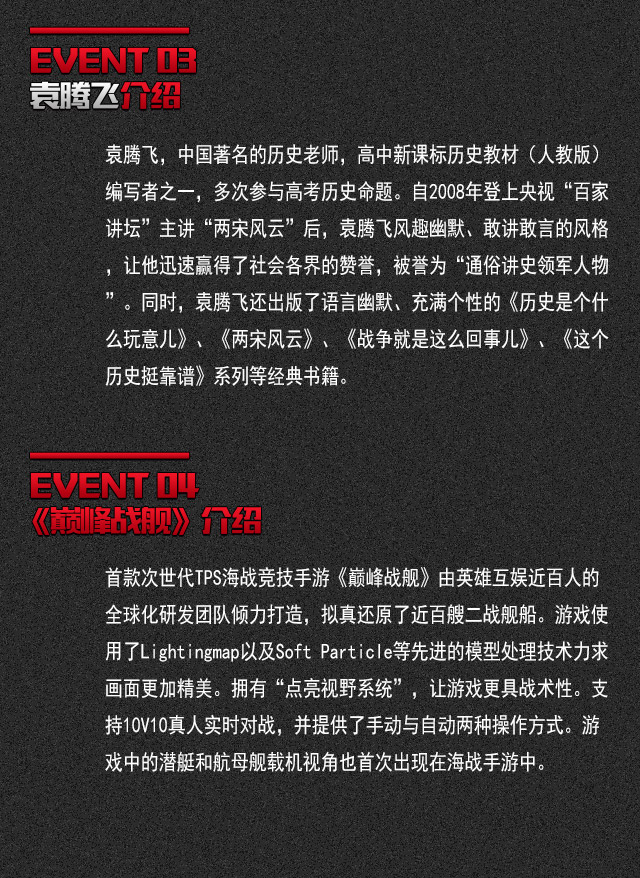 EVENT 03
袁腾飞介绍
袁腾飞，中国著名的历史老师，高中新课标历史教材（人教版）
编写者之一，多次参与高考历史命题。自2008年登上央视“百家
讲坛”主讲“两宋风云”后，袁腾飞风趣幽默、敢讲敢言的风格
，让他迅速赢得了社会各界的赞誉，被誉为“通俗讲史领军人物
”。同时，袁腾飞还出版了语言幽默、充满个性的《历史是个什
么玩意儿》、《两宋风云》、《战争就是这么回事儿》、《这个
历史挺靠谱》系列等经典书籍。
EVENT 04
《巅峰战舰》介绍
首款次世代TPS海战竞技手游《巅峰战舰》由英雄互娱近百人的
全球化研发团队倾力打造，拟真还原了近百艘二战舰船。游戏使
用了Lightingmap以及Soft Particle等先进的模型处理技术力求
画面更加精美。拥有“点亮视野系统”，让游戏更具战术性。支
持10V10真人实时对战，并提供了手动与自动两种操作方式。游
戏中的潜艇和航母舰载机视角也首次出现在海战手游中。